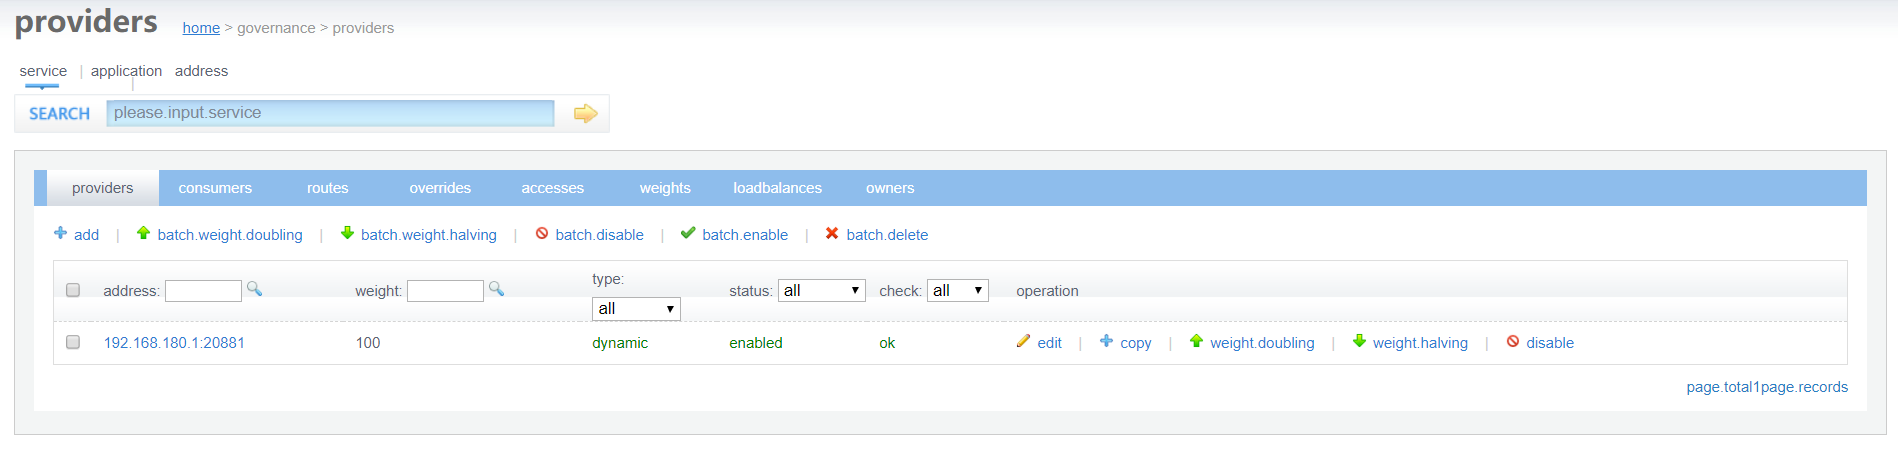 providers home > governance > providers
service | application address
SEARCH please.input.service
providers consumers routes overrides accesses weights loadbalances owners
add | batch.weight.doubling | batch.weight.halving | batch.disable | batch.enable | batch.delete
address: weight: type: all status: all check: all operation
192.168.180.1:20881 100 dynamic enabled ok edit | copy | weight.doubling | weight.halving | disable
page.total1page.records